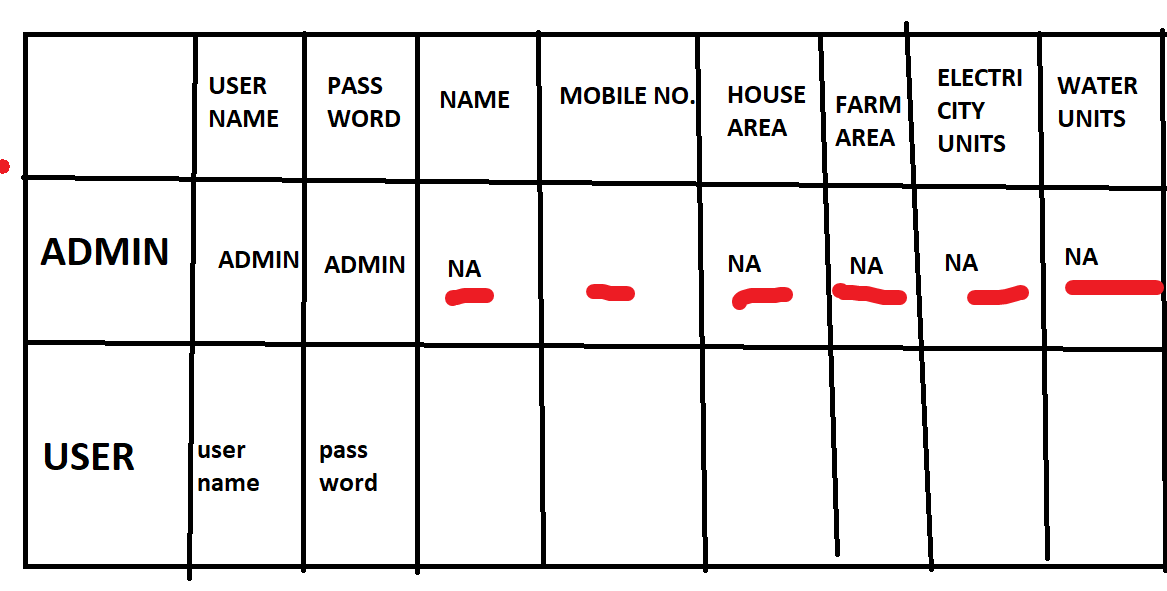 USER
NAME
PASS
WORD
NAME
MOBILE NO.
HOUSE
AREA
FARM
AREA
ELECTRI
CITY
UNITS
WATER
UNITS
ADMIN
ADMIN
ADMIN
NA
NA
NA
NA
NA
USER
user
name
pass
word